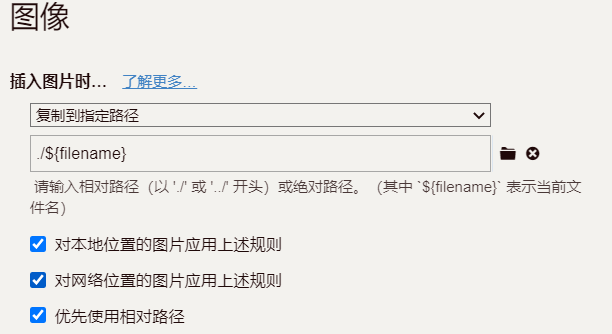 图像
插入图片时... 了解更多...
复制到指定路径
./${filename}
请输入相对路径（以 './' 或 '../' 开头）或绝对路径。（其中 `${filename}` 表示当前文
件名）
对本地位置的图片应用上述规则
对网络位置的图片应用上述规则
优先使用相对路径